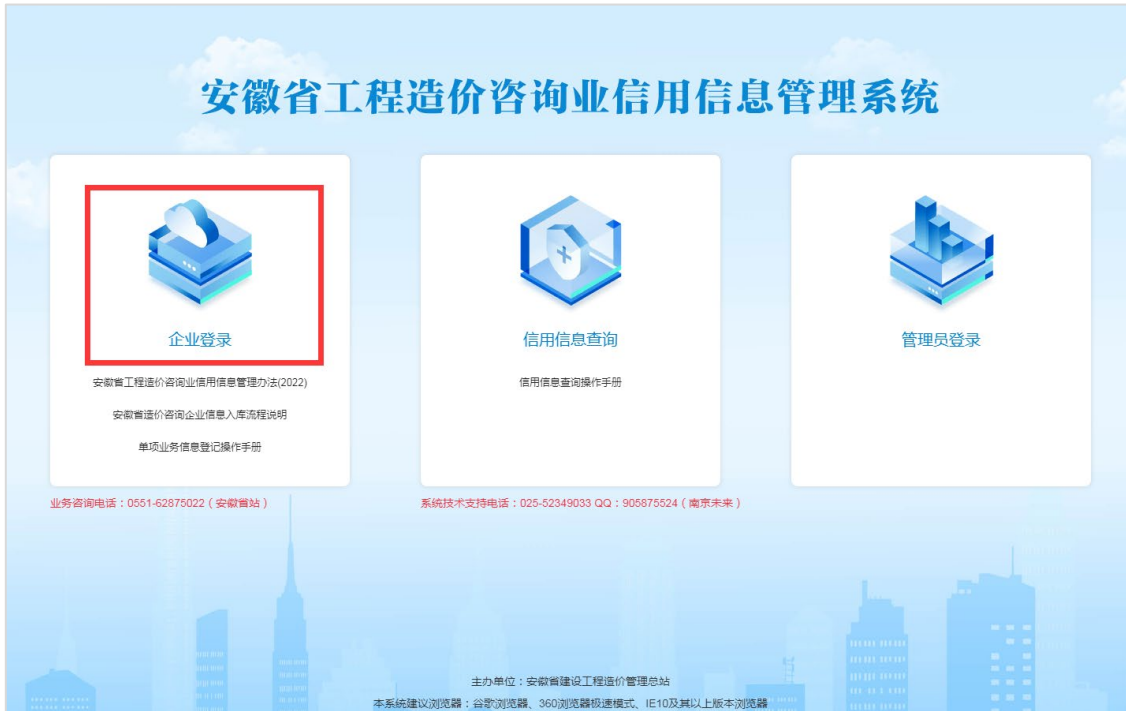 安徽省工程造价咨询业信用信息管理系统
企业登录
安徽省工程造价咨询业信用信息管理办法(2022)
安徽省造价咨询企业信息入库流程说明
单项业务信息登记操作手册
信用信息查询
信用信息查询操作手册
管理员登录
业务咨询电话：0551-62875022（安徽省站）
系统技术支持电话：025-52349033 QQ：905875524（南京未来）
主办单位：安徽省建设工程造价管理总站
本系统建议浏览器：谷歌浏览器、360浏览器极速模式、IE10及其以上版本浏览器